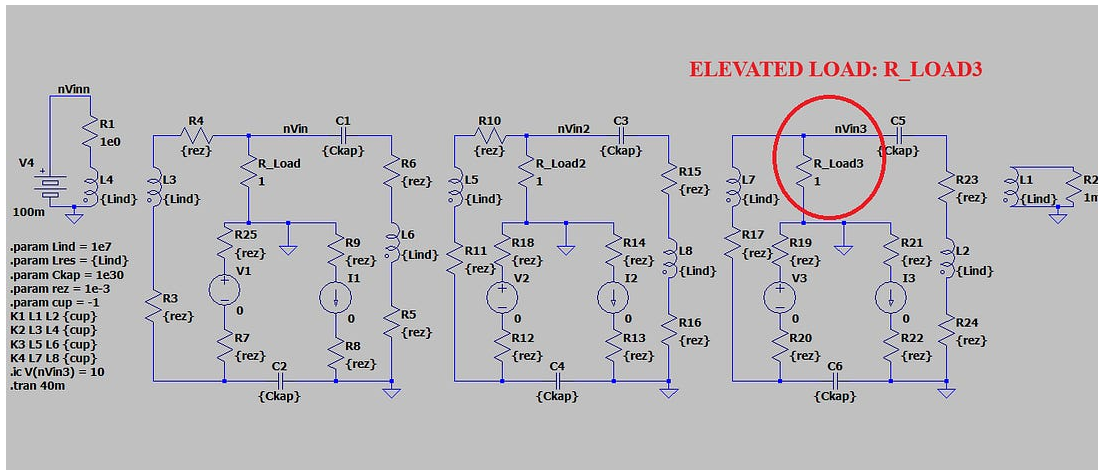 ELEVATED LOAD: R_LOAD3
nVinn
R1
1e0
V4
+
100m
L4
{Lind}
R4
{rez}
L3
{Lind}
R3
{rez}
nVin
R_Load
1
C1
{Ckap}
R6
{rez}
L6
{Lind}
R5
{rez}
R25
{rez}
V1
0
R7
{rez}
R9
{rez}
I1
0
R8
{rez}
C2
{Ckap}
R10
{rez}
L5
{Lind}
R11
{rez}
nVin2
R_Load2
1
C3
{Ckap}
R15
{rez}
L8
{Lind}
R16
{rez}
R18
{rez}
V2
0
R12
{rez}
R14
{rez}
I2
0
R13
{rez}
C4
{Ckap}
L7
{Lind}
R17
{rez}
nVin3
R_Load3
1
C5
{Ckap}
R23
{rez}
L2
{Lind}
R24
{rez}
R19
{rez}
V3
0
R20
{rez}
R21
{rez}
I3
0
R22
{rez}
C6
{Ckap}
L1
{Lind}
R2
.param Lind = 1e7
.param Lres = {Lind}
.param Ckap = 1e30
.param rez = 1e-3
.param cup = -1
K1 L1 L2 {cup}
K2 L3 L4 {cup}
K3 L5 L6 {cup}
K4 L7 L8 {cup}
.ic V(nVin3) = 10
.tran 40m